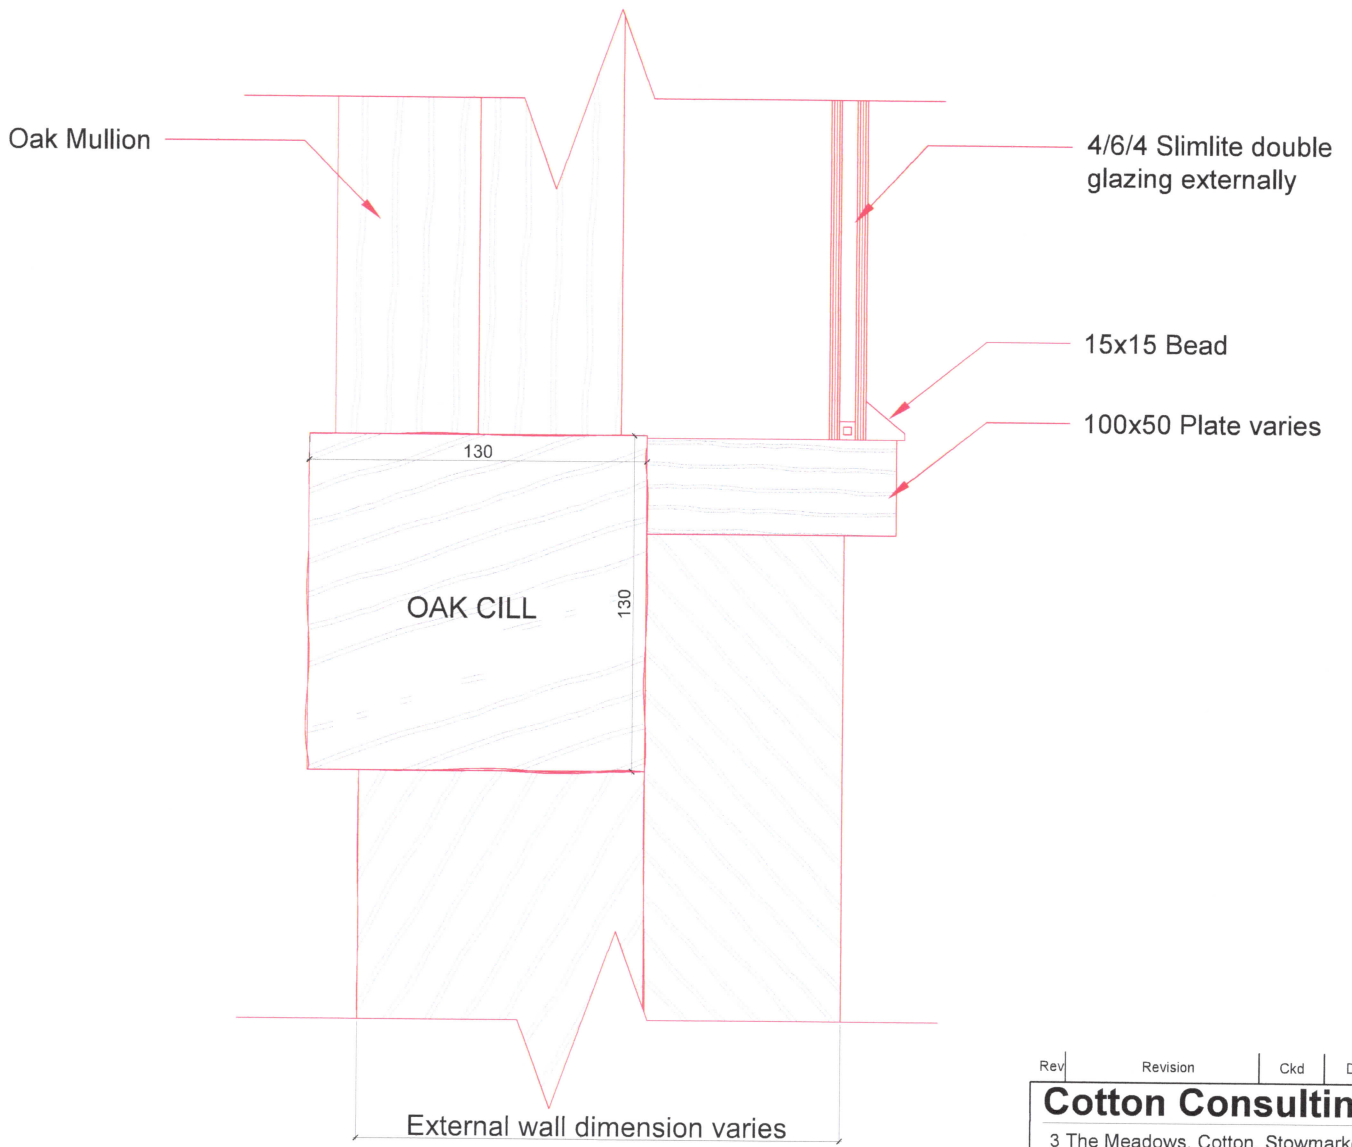 Oak Mullion
4/6/4 Slimlite double
glazing externally
15x15 Bead
100x50 Plate varies
130
OAK CILL
130
External wall dimension varies
Rev Revision Ckd D
Cotton Consultin
3 The Meadows, Cotton, Stowmark